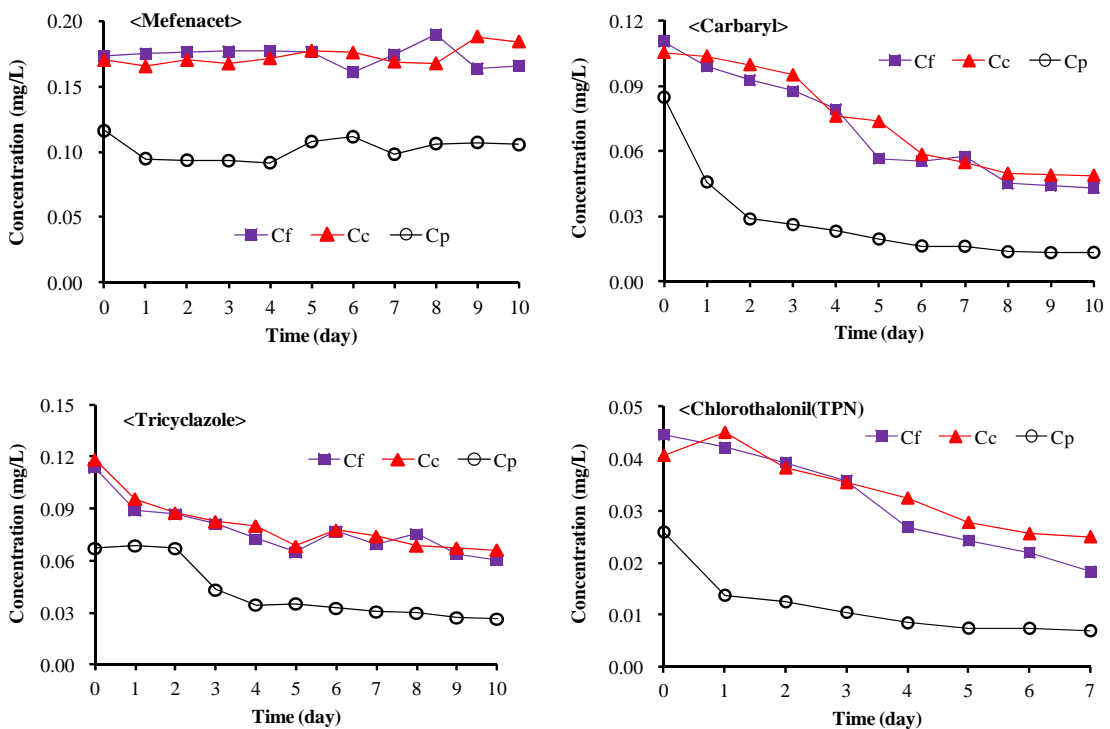 <Mefenacet>
Concentration (mg/L)
0.20
0.15
0.10
0.05
0.00
Cf Cc Cp
0 1 2 3 4 5 6 7 8 9 10
Time (day)
<Carbaryl>
Concentration (mg/L)
0.12
0.09
0.06
0.03
0.00
Cf Cc Cp
0 1 2 3 4 5 6 7 8 9 10
Time (day)
<Tricyclazole>
Concentration (mg/L)
0.15
0.12
0.09
0.06
0.03
0.00
Cf Cc Cp
0 1 2 3 4 5 6 7 8 9 10
Time (day)
<Chlorothalonil(TPN)
Concentration (mg/L)
0.05
0.04
0.03
0.02
0.01
0.00
Cf Cc Cp
0 1 2 3 4 5 6 7
Time (day)